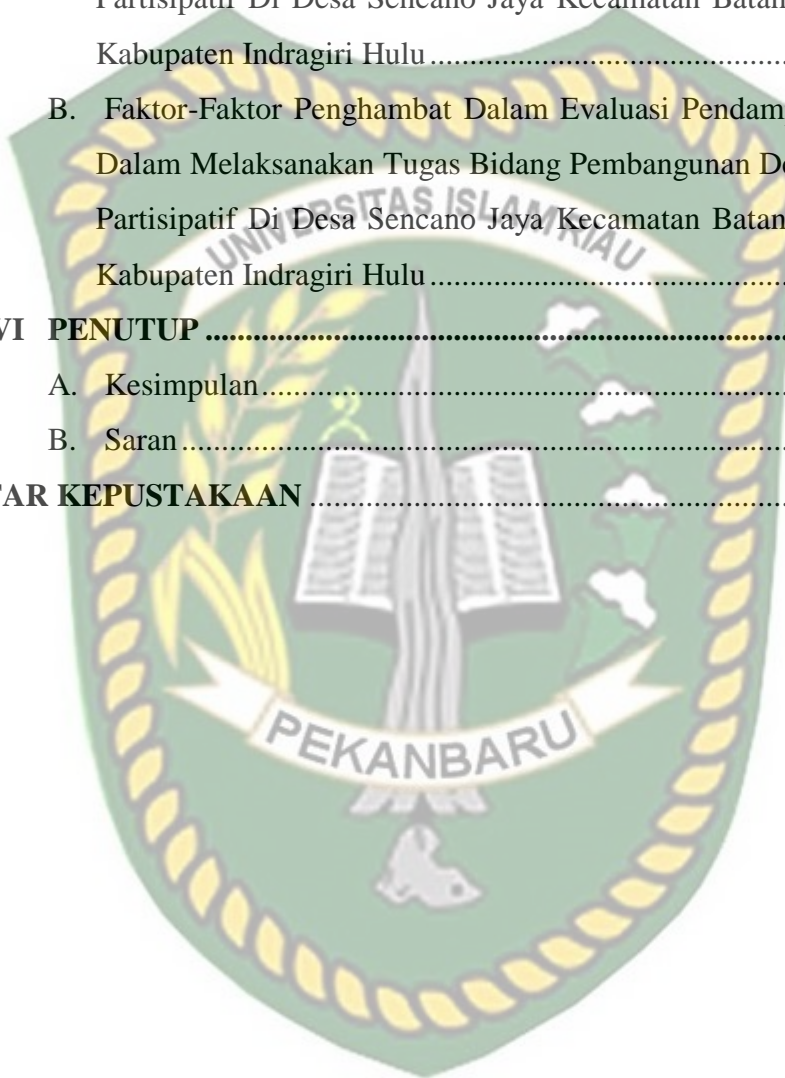 Partisipatif Di Desa Sencano Jaya Kecamatan Batan
Kabupaten Indragiri Hulu ..................................................
B. Faktor-Faktor Penghambat Dalam Evaluasi Pendam
Dalam Melaksanakan Tugas Bidang Pembangunan De
Partisipatif Di Desa Sencano Jaya Kecamatan Batan
Kabupaten Indragiri Hulu ..................................................
VI PENUTUP ..................................................
A. Kesimpulan ..................................................
B. Saran ..................................................
TAR KEPUSTAKAAN ..................................................
UNIVERSITAS ISLAM RIAU
PEKANBARU